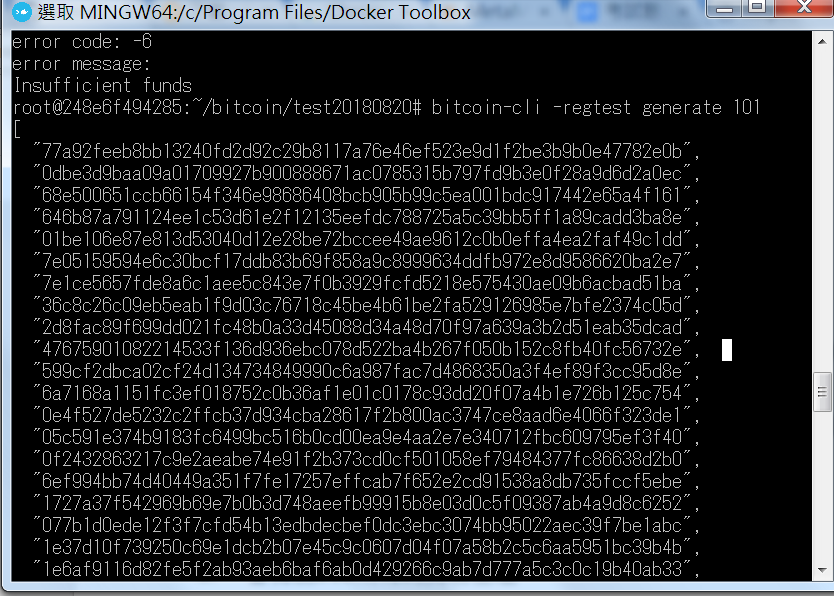 選取 MINGW64:/c/Program Files/Docker Toolbox
error code: -6
error message:
Insufficient funds
root@248e6f494285:~/bitcoin/test20180820# bitcoin-cli -regtest generate 101
[
"77a92feeb8bb13240fd2d92c29b8117a76e46ef523e9d1f2be3b9b0e47782e0b",
"0dbe3d9baa09a01709927b900888671ac0785315b797fd9b3e0f28a9d6d2a0ec",
"68e500651ccb66154f346e98686408bcb905b99c5ea001bdc917442e65a4f161",
"646b87a791124ee1c53d61e2f12135eefdc788725a5c39bb5ff1a89cadd3ba8e",
"01be106e87e813d53040d12e28be72bccee49ae9612c0b0effa4ea2faf49c1dd",
"7e05159594e6c30bcf17ddb83b69f858a9c8999634ddfb972e8d9586620ba2e7",
"7e1ce5657fde8a6c1aee5c843e7f0b3929fcfd5218e575430ae09b6acbad51ba",
"36c8c26c09eb5eab1f9d03c76718c45be4b61be2fa529126985e7bfe2374c05d",
"2d8fac89f699dd021fc48b0a33d45088d34a48d70f97a639a3b2d51eab35dcad",
"47675901082214533f136d936ebc078d522ba4b267f050b152c8fb40fc56732e",
"599cf2dbca02cf24d134734849990c6a987fac7d4868350a3f4ef89f3cc95d8e",
"6a7168a1151fc3ef018752c0b36af1e01c0178c93dd20f07a4b1e726b125c754",
"0e4f527de5232c2ffcb37d934cba28617f2b800ac3747ce8aad6e4066f323de1",
"05c591e374b9183fc6499bc516b0cd00ea9e4aa2e7e340712fbc609795ef3f40",
"0f2432863217c9e2aeabe74e91f2b373cd0cf501058ef79484377fc86638d2b0",
"6ef994bb74d40449a351f7fe17257effcab7f652e2cd91538a8db735fccf5ebe",
"1727a37f542969b69e7b0b3d748aeefb99915b8e03d0c5f09387ab4a9d8c6252",
"077b1d0ede12f3f7cfd54b13edbdecbef0dc3ebc3074bb95022aec39f7be1abc",
"1e37d10f739250c69e1dcb2b07e45c9c0607d04f07a58b2c5c6aa5951bc39b4b",
"1e6af9116d82fe5f2ab93aeb6baf6ab0d429266c9ab7d777a5c3c0c19b40ab33",